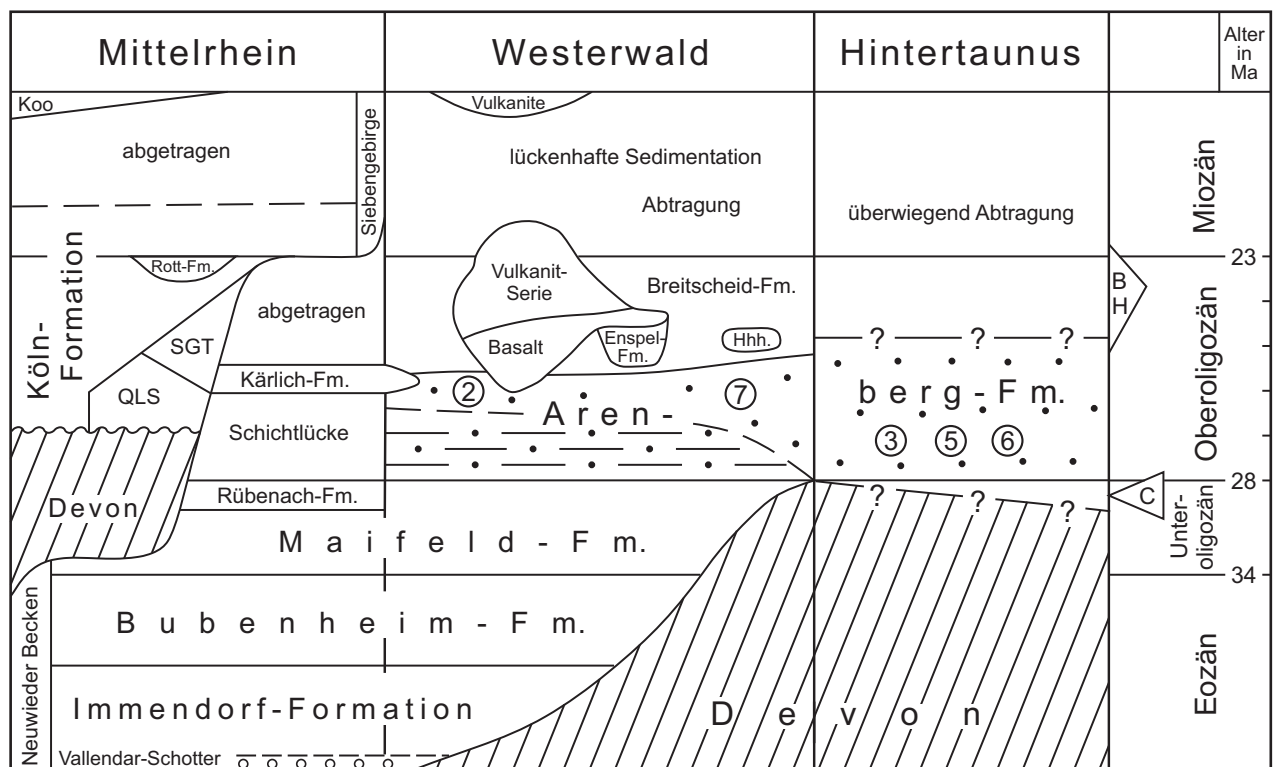 Mittelrhein
Westerwald
Hintertaunus
Alter
in
Ma
Koo
abgetragen
Siebengebirge
Vulkanite
lückenhafte Sedimentation
Abtragung
überwiegend Abtragung
Miozän
23
Köln-
Formation
Rott-Fm.
abgetragen
SGT
QLS
Kärlich-Fm.
Schichtlücke
Vulkanit-
Serie
Basalt
Enspel-
Fm.
Breitscheid-Fm.
Hhh.
B
H
? ? ?
2
7
Aren-
berg-Fm.
3 5 6
Oberoligozän
28
Devon
Rübenach-Fm.
? ? ?
C
Unter-
oligozän
Maifeld-Fm.
34
Neuwieder Becken
Bubenheim-Fm.
Immendorf-Formation
Devon
Eozän
Vallendar-Schotter